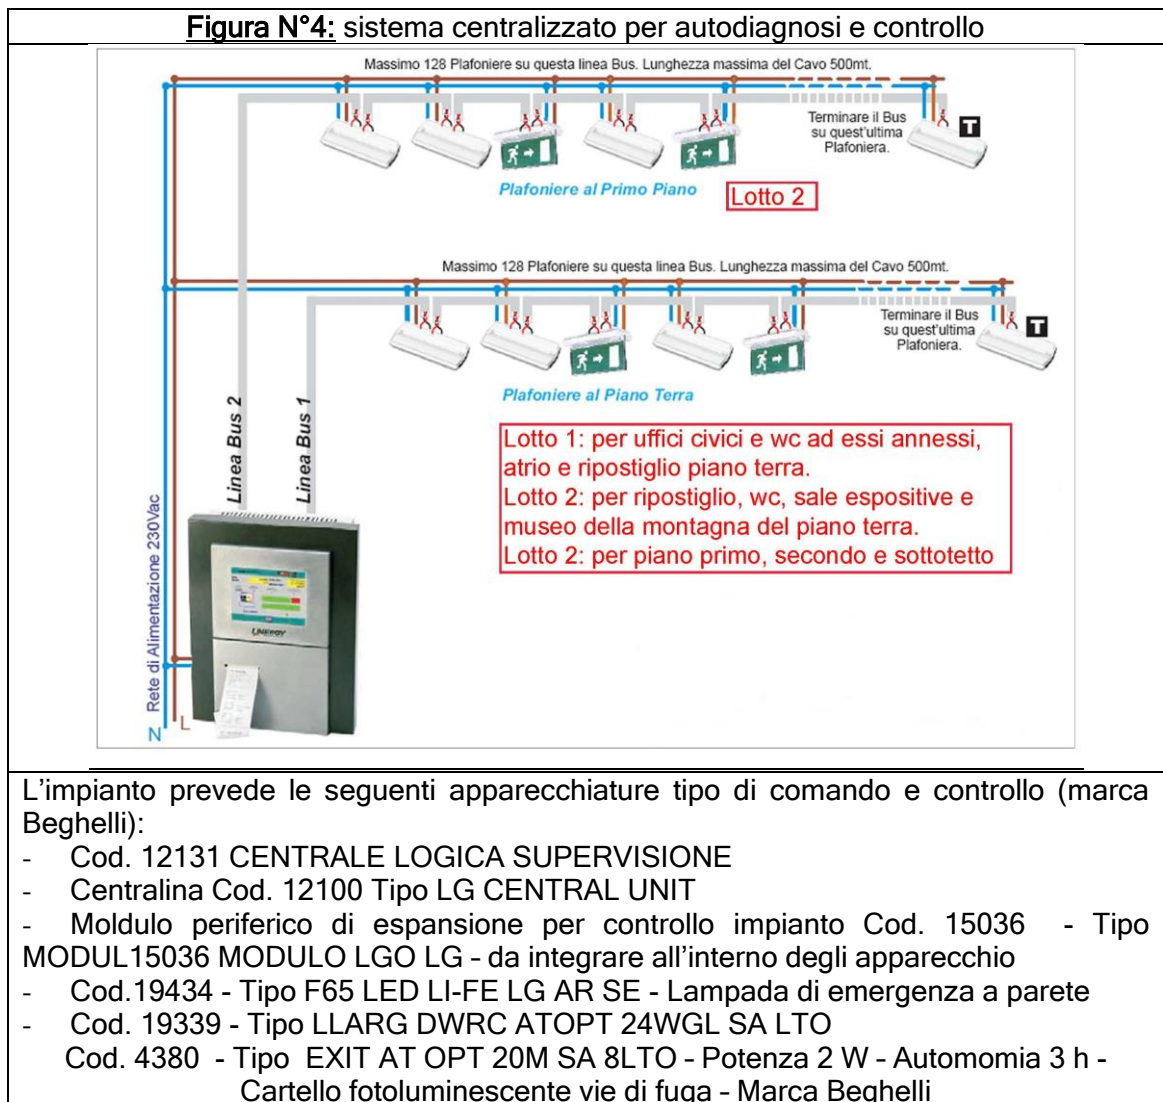 Figura N°4: sistema centralizzato per autodiagnosi e controllo
Massimo 128 Plafoniere su questa linea Bus. Lunghezza massima del Cavo 500mt.
Terminare il Bus
su quest'ultima
Plafoniera.
T
Plafoniere al Primo Piano
Lotto 2
Massimo 128 Plafoniere su questa linea Bus. Lunghezza massima del Cavo 500mt.
Terminare il Bus
su quest'ultima
Plafoniera.
T
Plafoniere al Piano Terra
Linea Bus 2
Linea Bus 1
Rete di Alimentazione 230Vac
Lotto 1: per uffici civici e wc ad essi annessi,
atrio e ripostiglio piano terra.
Lotto 2: per ripostiglio, wc, sale espositive e
museo della montagna del piano terra.
Lotto 2: per piano primo, secondo e sottotetto
LINERGY
N
L
L'impianto prevede le seguenti apparecchiature tipo di comando e controllo (marca
Beghelli):
- Cod. 12131 CENTRALE LOGICA SUPERVISIONE
- Centralina Cod. 12100 Tipo LG CENTRAL UNIT
- Moldulo periferico di espansione per controllo impianto Cod. 15036 - Tipo
MODUL15036 MODULO LGO LG – da integrare all'interno degli apparecchio
- Cod.19434 - Tipo F65 LED LI-FE LG AR SE - Lampada di emergenza a parete
- Cod. 19339 - Tipo LLARG DWRC ATOPT 24WGL SA LTO
Cod. 4380 - Tipo EXIT AT OPT 20M SA 8LTO – Potenza 2 W – Automomia 3 h -
Cartello fotoluminescente vie di fuga – Marca Beghelli